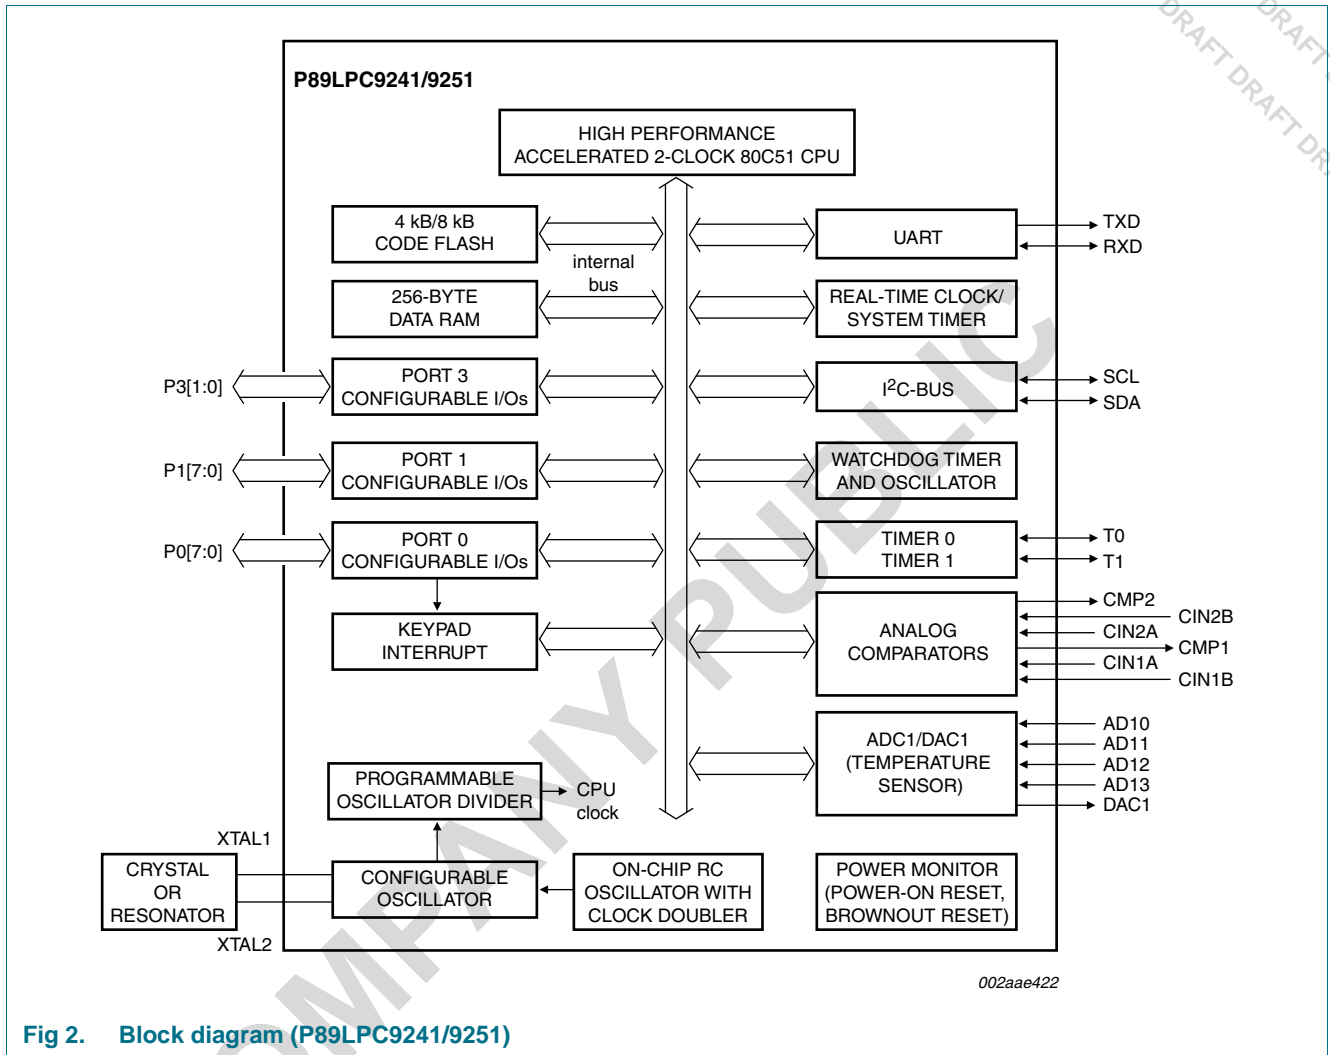 DRAFT DRAFT DRA
DRAFT
P89LPC9241/9251
HIGH PERFORMANCE
ACCELERATED 2-CLOCK 80C51 CPU
4 kB/8 kB
CODE FLASH
internal
bus
256-BYTE
DATA RAM
P3[1:0]
PORT 3
CONFIGURABLE I/Os
P1[7:0]
PORT 1
CONFIGURABLE I/Os
P0[7:0]
PORT 0
CONFIGURABLE I/Os
KEYPAD
INTERRUPT
PROGRAMMABLE
OSCILLATOR DIVIDER
CPU
clock
XTAL1
CRYSTAL
OR
RESONATOR
XTAL2
CONFIGURABLE
OSCILLATOR
ON-CHIP RC
OSCILLATOR WITH
CLOCK DOUBLER
UART
TXD
RXD
REAL-TIME CLOCK/
SYSTEM TIMER
I²C-BUS
SCL
SDA
WATCHDOG TIMER
AND OSCILLATOR
TIMER 0
TIMER 1
T0
T1
ANALOG
COMPARATORS
CMP2
CIN2B
CIN2A
CMP1
CIN1A
CIN1B
ADC1/DAC1
(TEMPERATURE
SENSOR)
AD10
AD11
AD12
AD13
DAC1
POWER MONITOR
(POWER-ON RESET,
BROWNOUT RESET)
COMPANY PUBLIC
002aae422
Fig 2. Block diagram (P89LPC9241/9251)